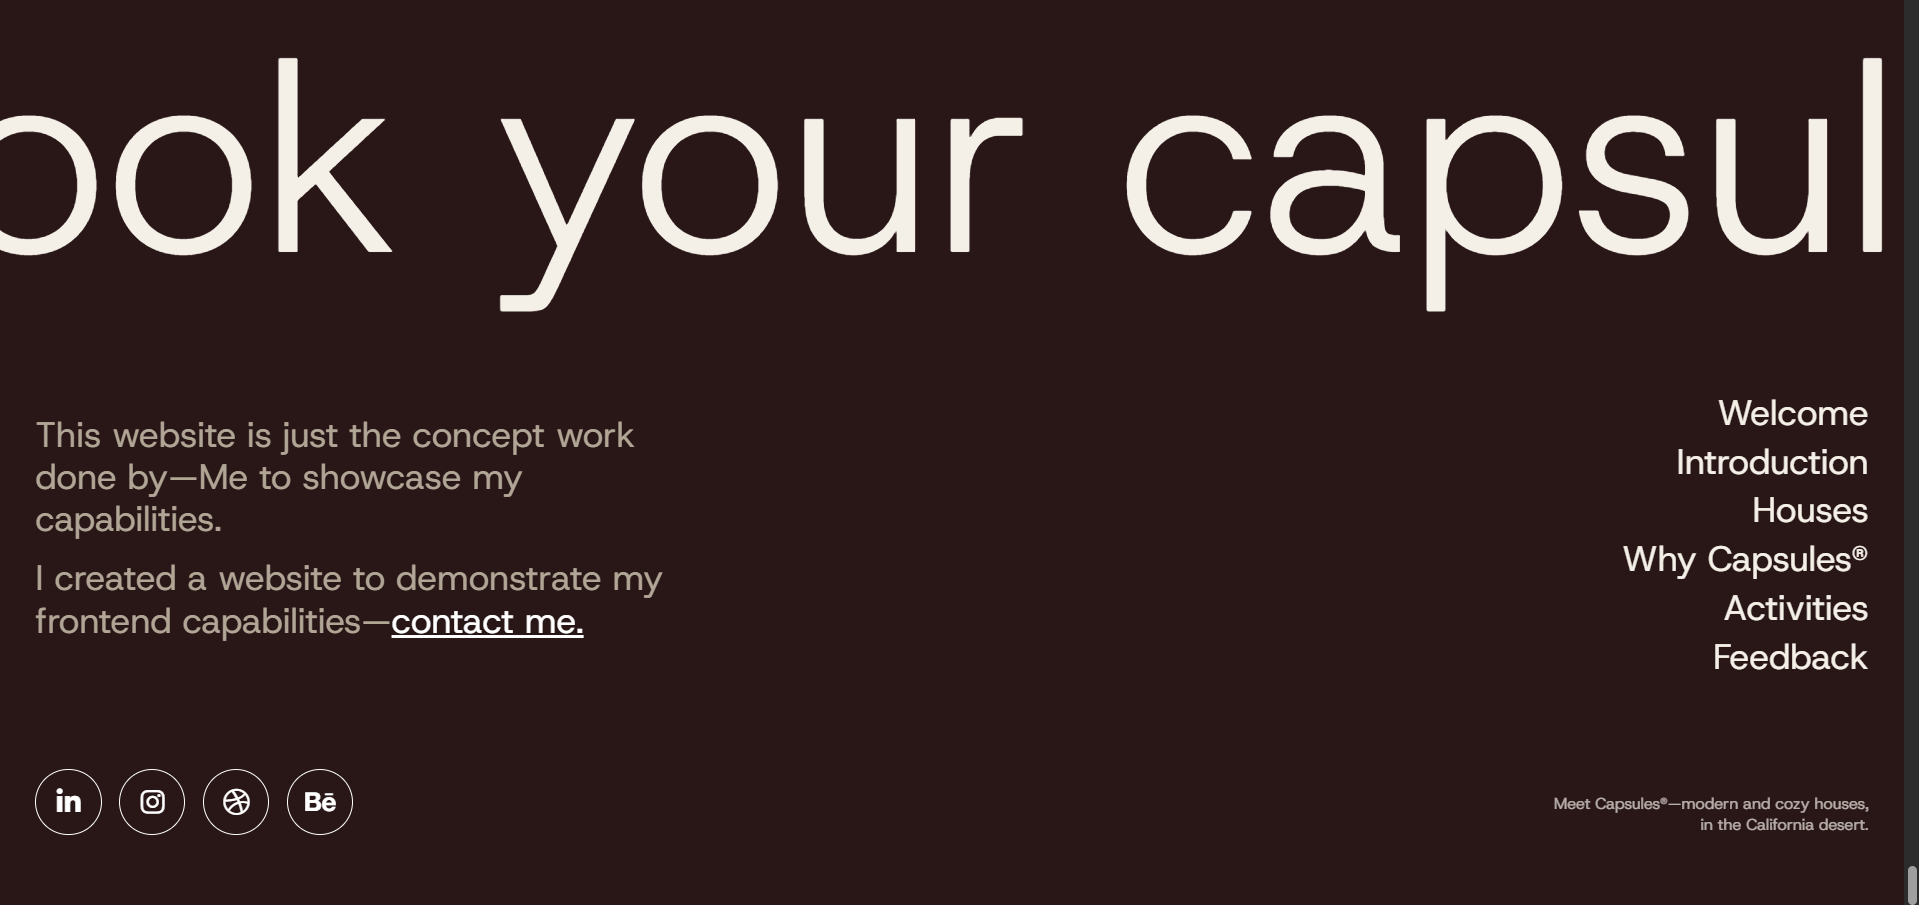 ook your capsul
This website is just the concept work
done by—Me to showcase my
capabilities.
I created a website to demonstrate my
frontend capabilities—contact me.
Welcome
Introduction
Houses
Why Capsules®
Activities
Feedback
in
Bē
Meet Capsules®—modern and cozy houses,
in the California desert.